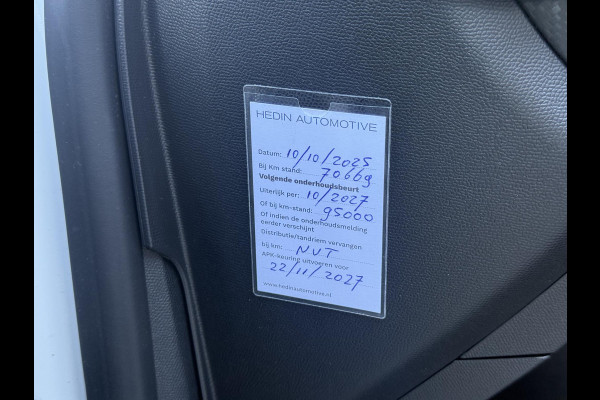 HEDIN AUTOMOTIVE
Datum: 10/10/2025
Bij Km stand: 70669
Volgende onderhoudsbeurt
Uiterlijk per: 10/2027
Of bij km-stand: 95000
Of indien de onderhoudsmelding
eerder verschijnt
Distributie/tandriem vervangen
bij km: NVT
APK-keuring uitvoeren voor
22/11/2027
www.hedinautomotive.nl